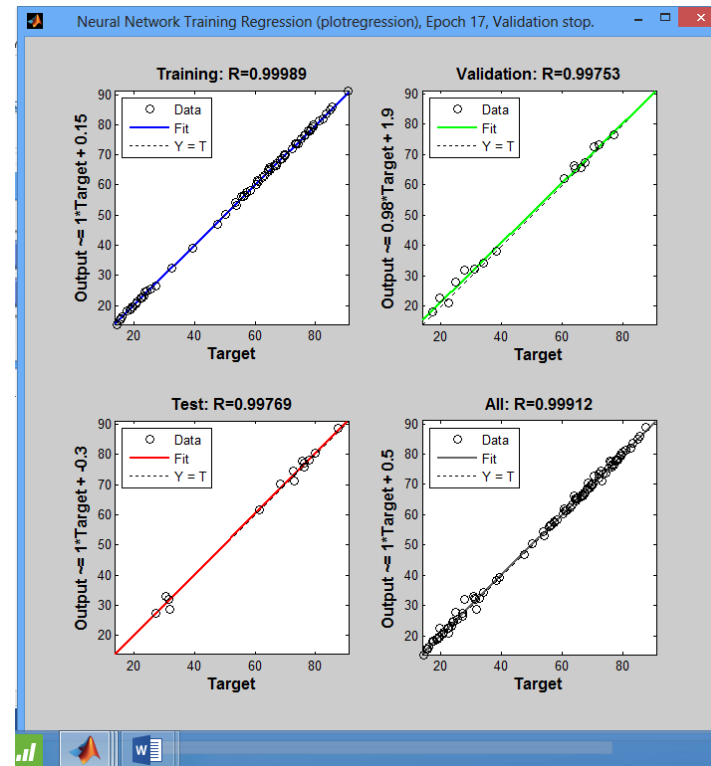 Neural Network Training Regression (plotregression), Epoch 17, Validation stop.
Training: R=0.99989
Output ~= 1*Target + 0.15
90
80
70
60
50
40
30
20
Data
Fit
Y = T
20 40 60 80
Target
Validation: R=0.99753
Output ~= 0.98*Target + 1.9
90
80
70
60
50
40
30
20
Data
Fit
Y = T
20 40 60 80
Target
Test: R=0.99769
Output ~= 1*Target + -0.3
90
80
70
60
50
40
30
20
Data
Fit
Y = T
20 40 60 80
Target
All: R=0.99912
Output ~= 1*Target + 0.5
90
80
70
60
50
40
30
20
Data
Fit
Y = T
20 40 60 80
Target
W